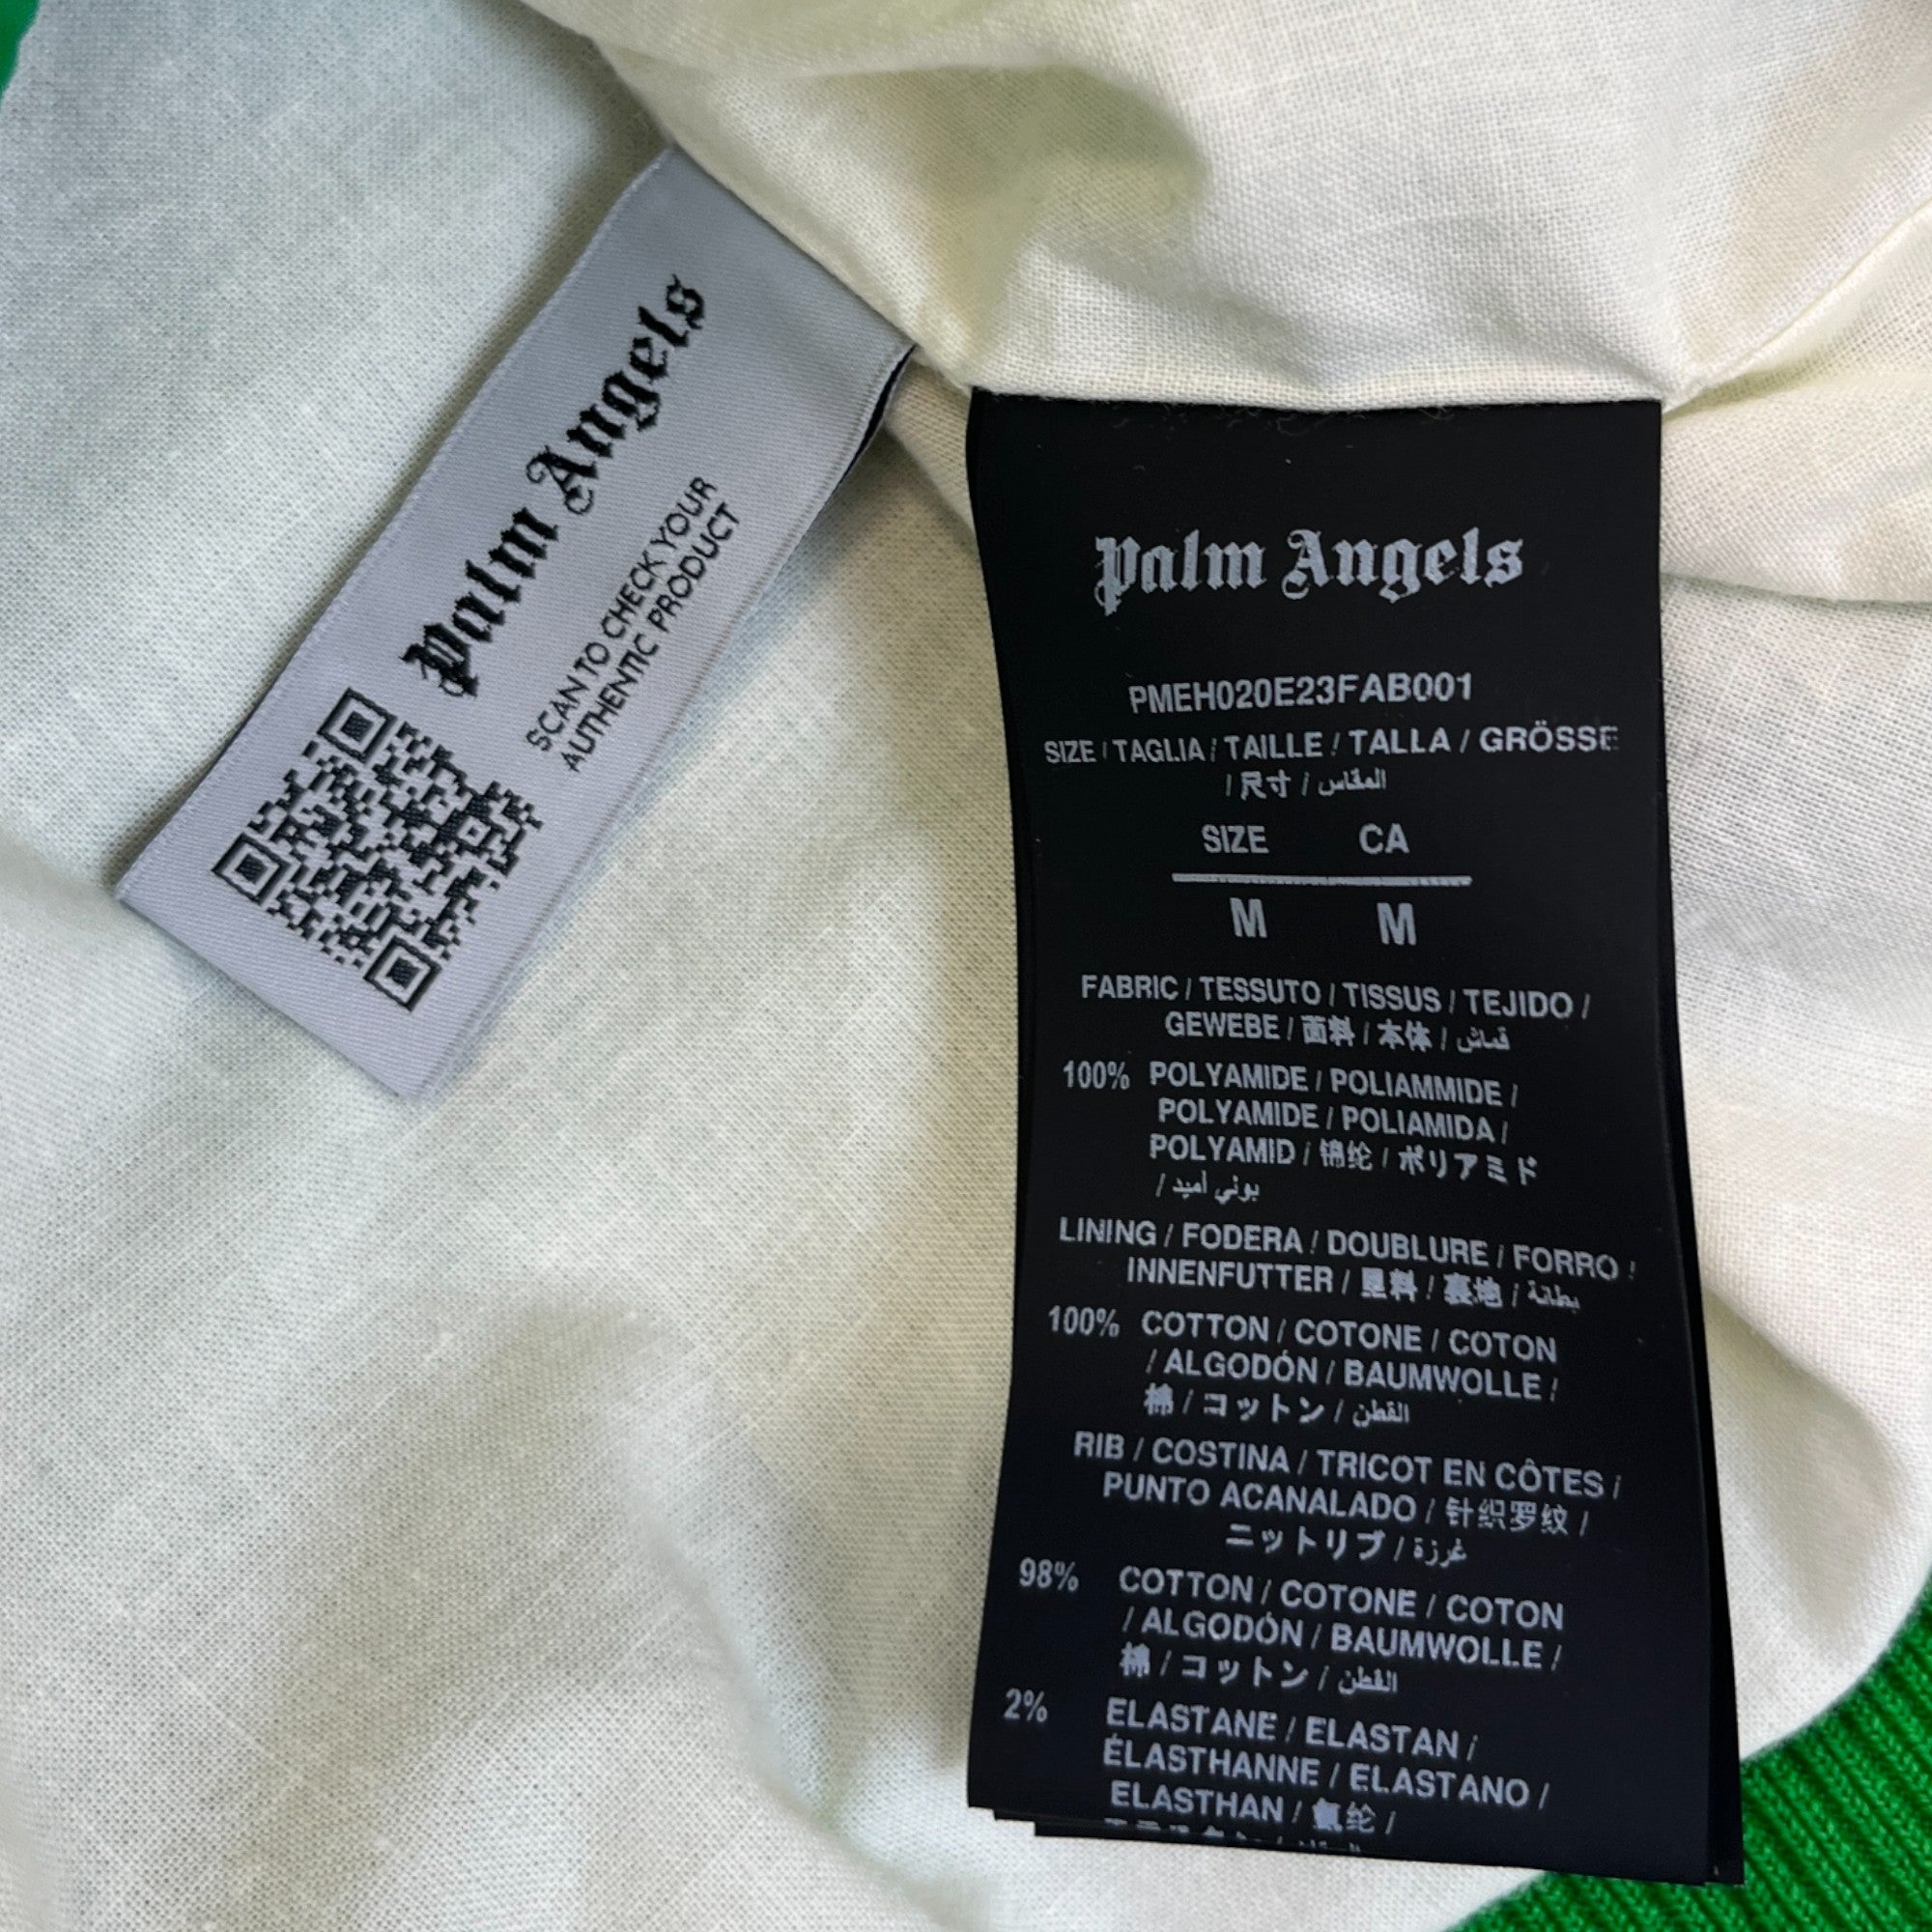 Palm Angels
SCAN TO CHECK YOUR
AUTHENTIC PRODUCT
Palm Angels
PMEH020E23FAB001
SIZE / TAGLIA / TAILLE / TALLA / GRÖSSE
/ 尺寸 / المقاس
SIZE CA
M M
FABRIC / TESSUTO / TISSUS / TEJIDO /
GEWEBE / 面料 / 本体 / قماش
100% POLYAMIDE / POLIAMMIDE /
POLYAMIDE / POLIAMIDA /
POLYAMID / 锦纶 / ポリアミド
/ بولي أميد
LINING / FODERA / DOUBLURE / FORRO /
INNENFUTTER / 里料 / 裏地 / بطانة
100% COTTON / COTONE / COTON
/ ALGODÓN / BAUMWOLLE /
棉 / コットン / القطن
RIB / COSTINA / TRICOT EN CÔTES /
PUNTO ACANALADO / 针织罗纹 /
ニットリブ / غرزة
98% COTTON / COTONE / COTON
/ ALGODÓN / BAUMWOLLE /
棉 / コットン / القطن
2% ELASTANE / ELASTAN /
ÉLASTHANNE / ELASTANO /
ELASTHAN / 氨纶 /